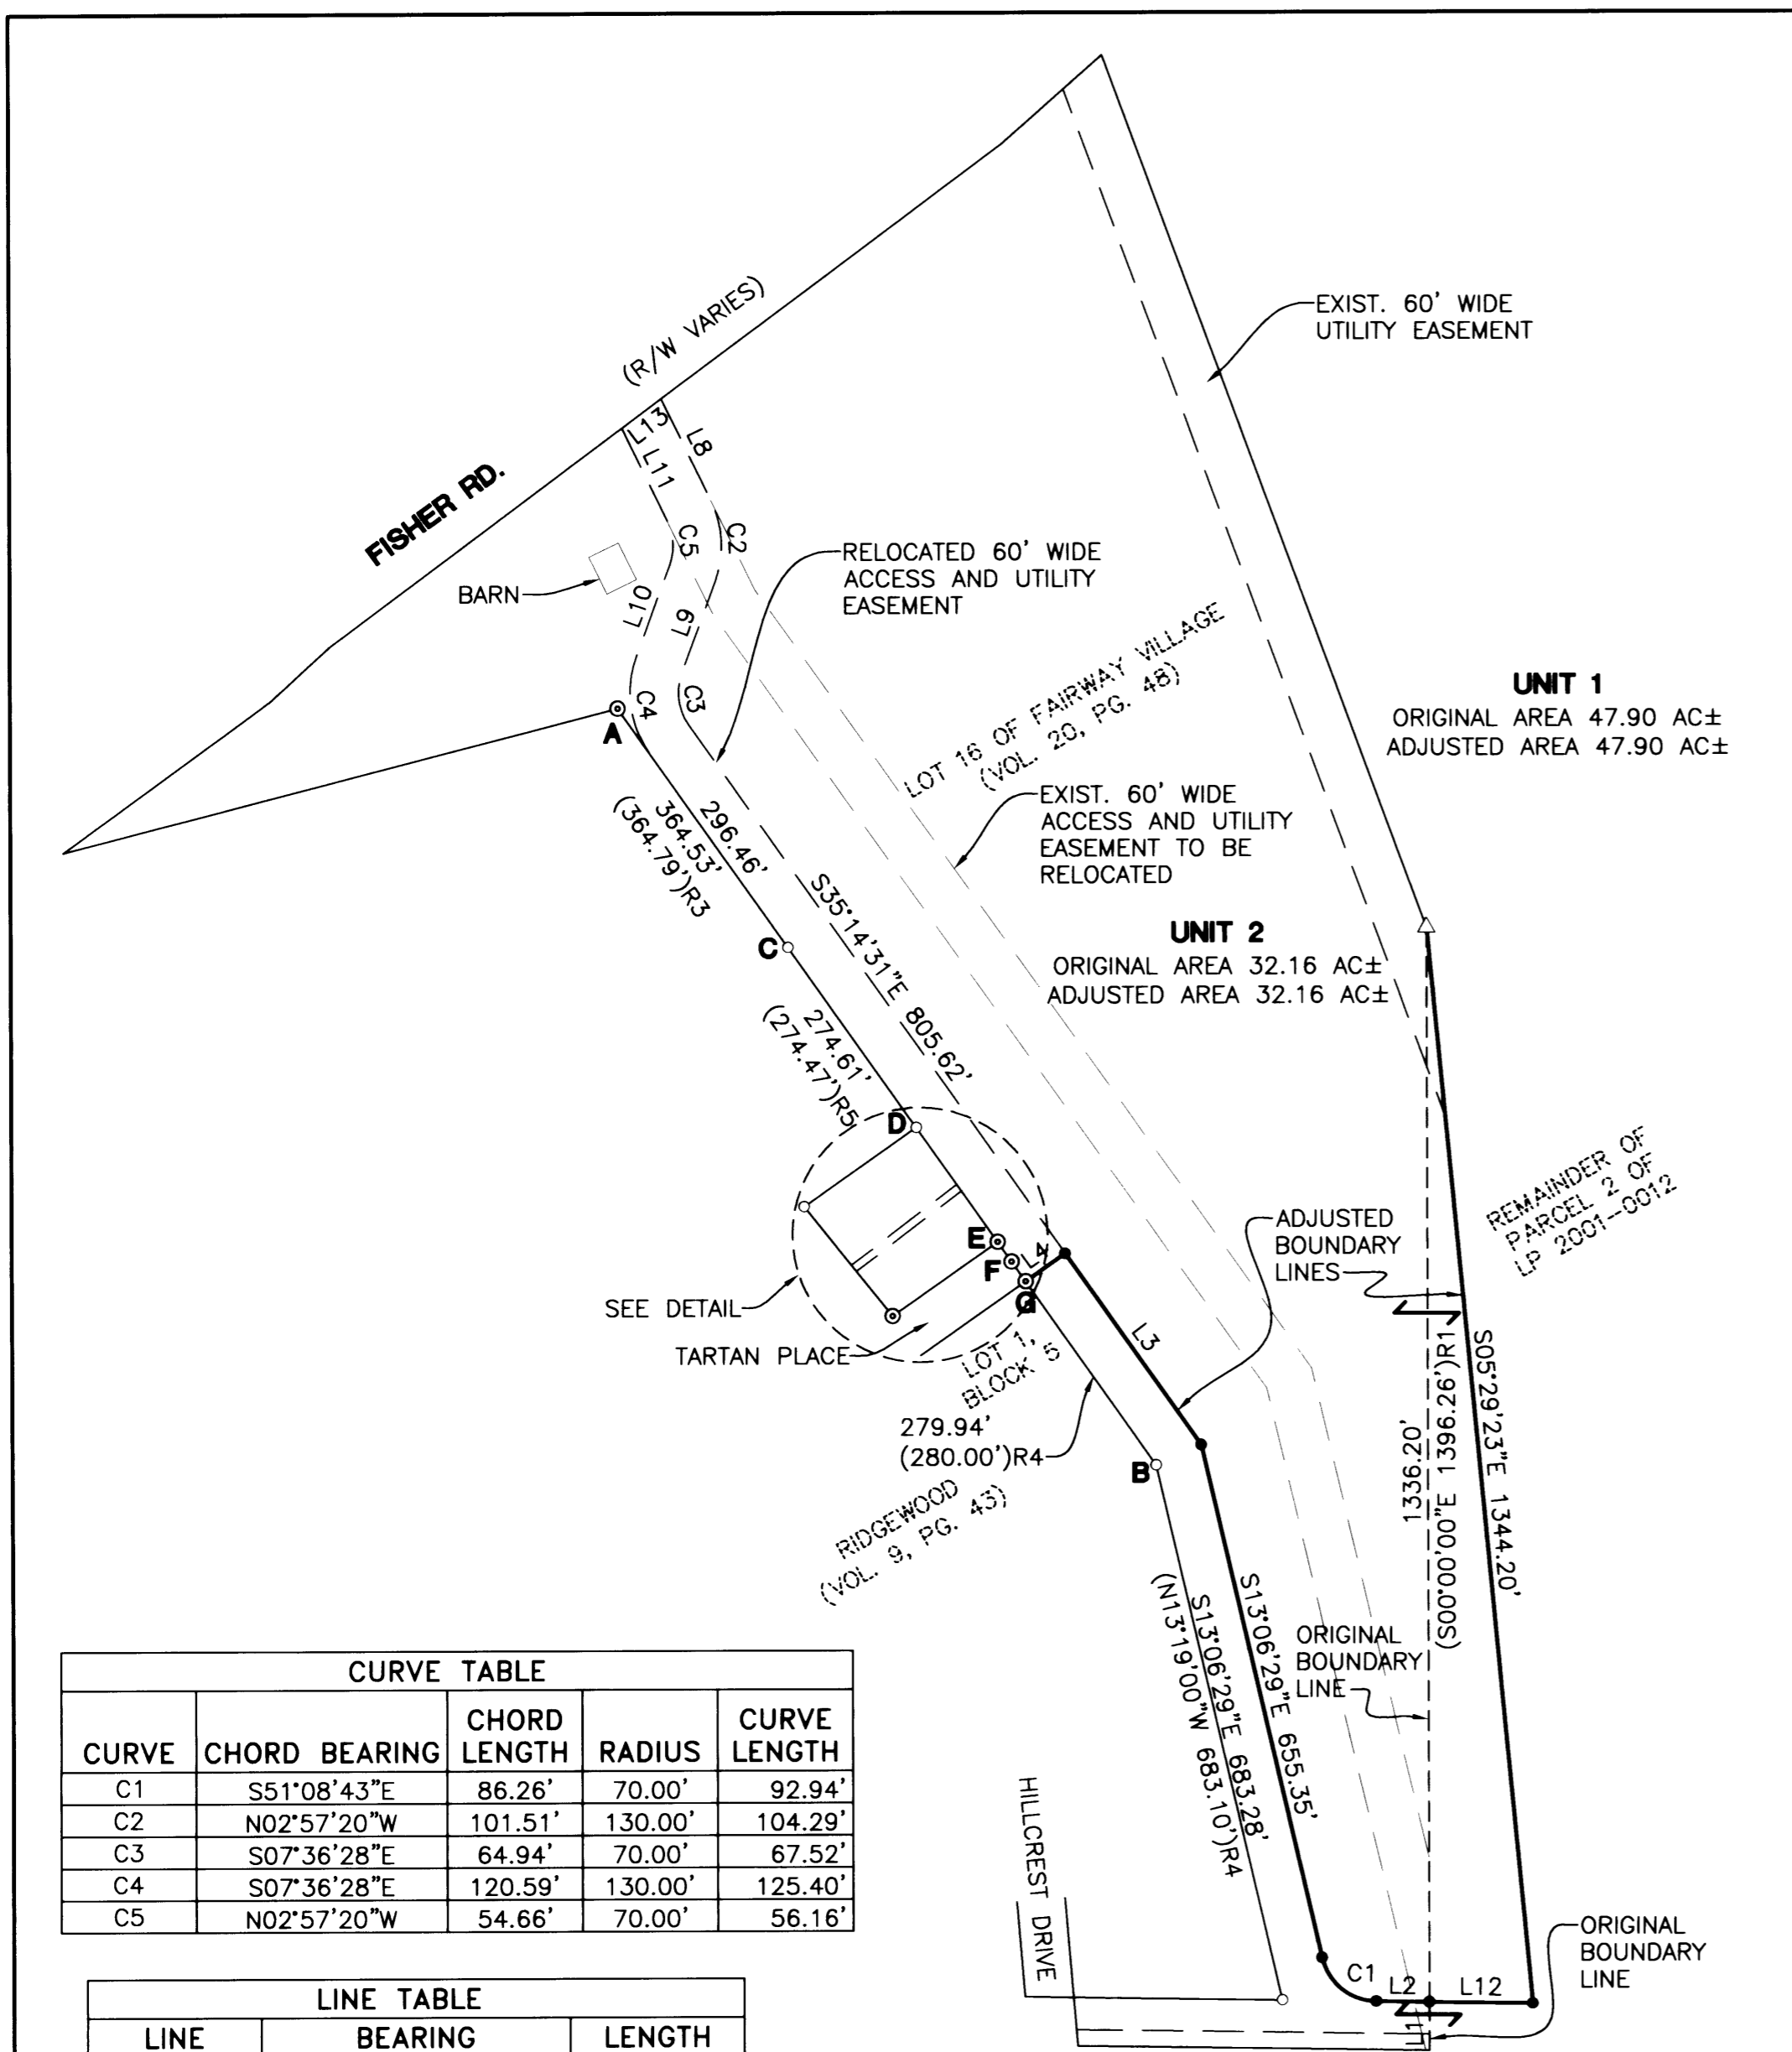 (R/W VARIES)
FISHER RD.
EXIST. 60' WIDE
UTILITY EASEMENT
L13
L8
L11
C5
C2
BARN
L10
L9
RELOCATED 60' WIDE
ACCESS AND UTILITY
EASEMENT
C4
C3
A
LOT 16 OF FAIRWAY VILLAGE
(VOL. 20, PG. 48)
UNIT 1
ORIGINAL AREA 47.90 AC±
ADJUSTED AREA 47.90 AC±
296.46'
364.53'
(364.79')R3
EXIST. 60' WIDE
ACCESS AND UTILITY
EASEMENT TO BE
RELOCATED
S35°14'31"E 805.62'
C
UNIT 2
ORIGINAL AREA 32.16 AC±
ADJUSTED AREA 32.16 AC±
274.61'
(274.47')R5
D
E
F
G
L4
SEE DETAIL
TARTAN PLACE
L3
LOT 1,
BLOCK 5
ADJUSTED
BOUNDARY
LINES
REMAINDER OF
PARCEL 2 OF
LP 2001--0012
279.94'
(280.00')R4
B
RIDGEWOOD
(VOL. 9, PG. 43)
1336.20'
(S00°00'00"E 1396.26')R1
S05°29'23"E 1344.20'
S13°06'29"E 655.35'
S13°06'29"E 683.28'
(N13°19'00"W 683.10')R4
ORIGINAL
BOUNDARY
LINE
HILLCREST DRIVE
C1
L2
L12
L1
ORIGINAL
BOUNDARY
LINE
CURVE TABLE
CURVE CHORD BEARING CHORD LENGTH RADIUS CURVE LENGTH
C1 S51°08'43"E 86.26' 70.00' 92.94'
C2 N02°57'20"W 101.51' 130.00' 104.29'
C3 S07°36'28"E 64.94' 70.00' 67.52'
C4 S07°36'28"E 120.59' 130.00' 125.40'
C5 N02°57'20"W 54.66' 70.00' 56.16'
LINE TABLE
LINE BEARING LENGTH